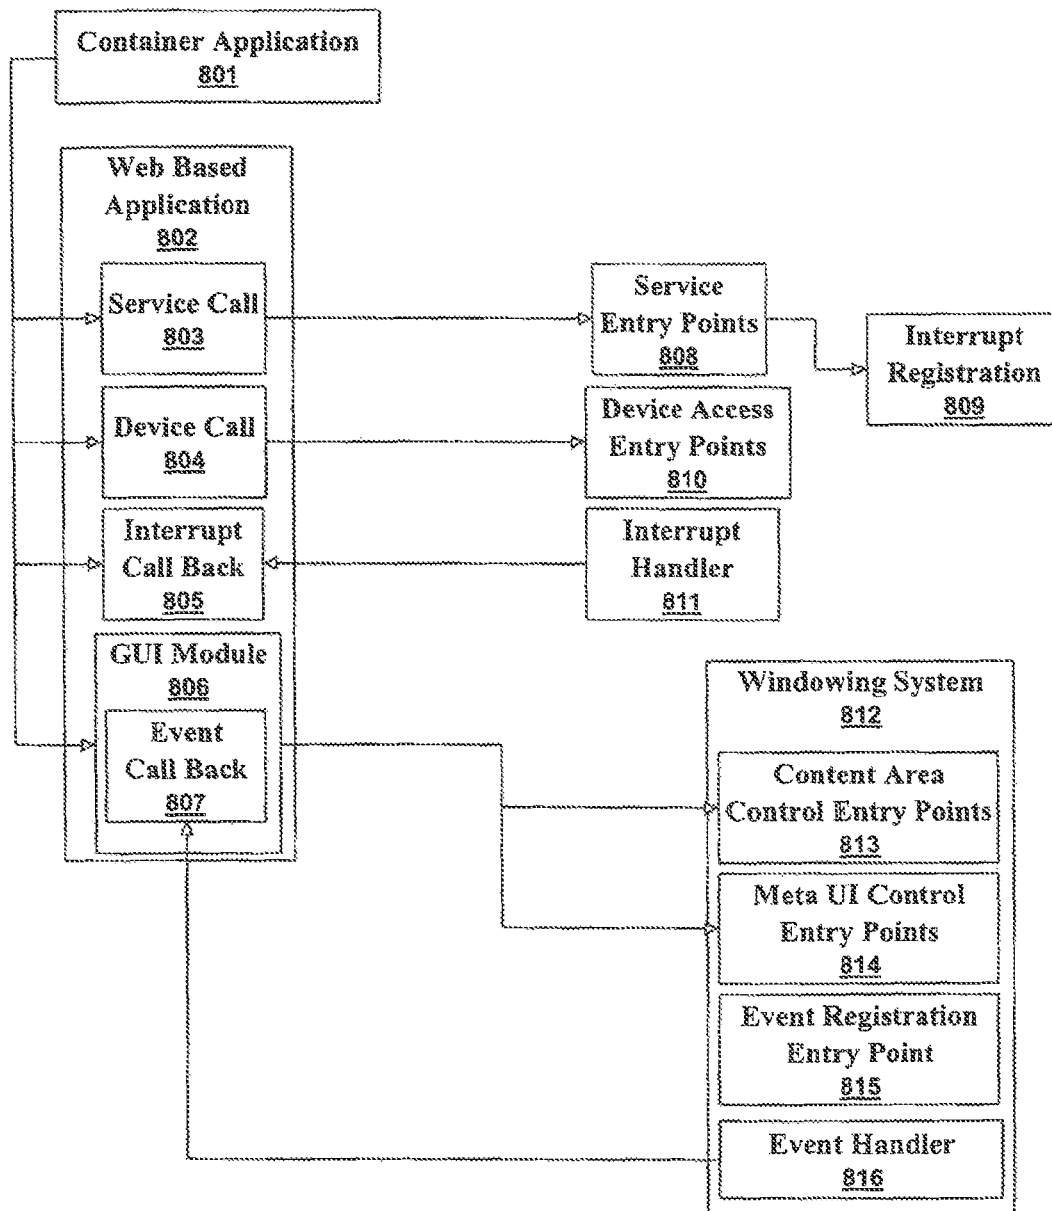 Container Application
801
Web Based
Application
802
Service Call
803
Service
Entry Points
808
Interrupt
Registration
809
Device Call
804
Device Access
Entry Points
810
Interrupt
Call Back
805
Interrupt
Handler
811
GUI Module
806
Event
Call Back
807
Windowing System
812
Content Area
Control Entry Points
813
Meta UI Control
Entry Points
814
Event Registration
Entry Point
815
Event Handler
816